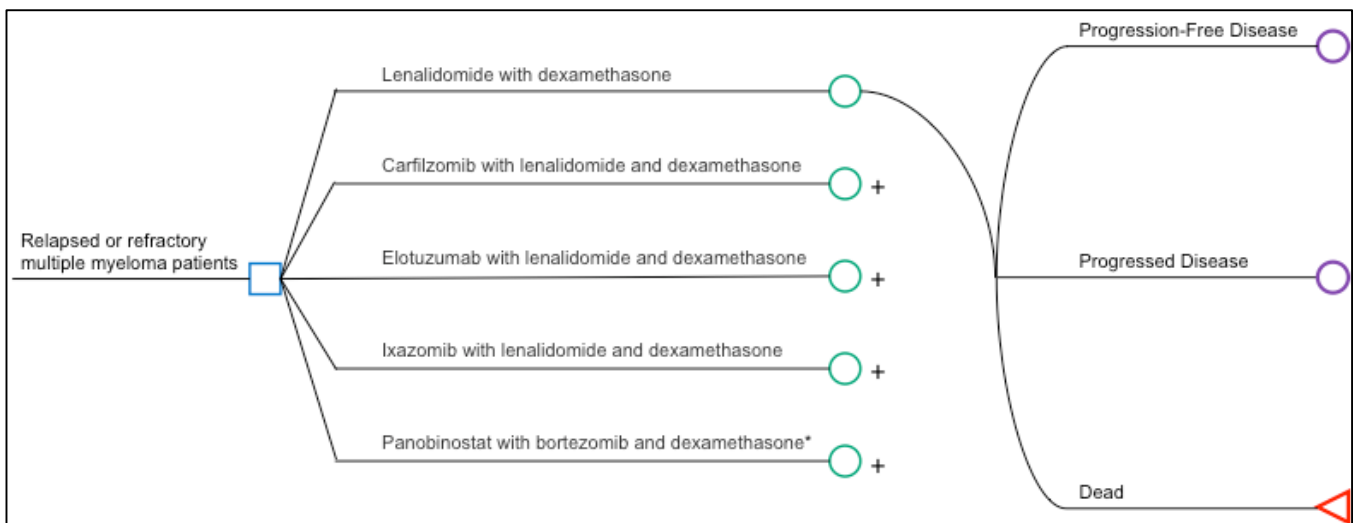 Progression-Free Disease
Lenalidomide with dexamethasone
Carfilzomib with lenalidomide and dexamethasone
+
Relapsed or refractory
multiple myeloma patients
Elotuzumab with lenalidomide and dexamethasone
+
Progressed Disease
Ixazomib with lenalidomide and dexamethasone
+
Panobinostat with bortezomib and dexamethasone*
+
Dead